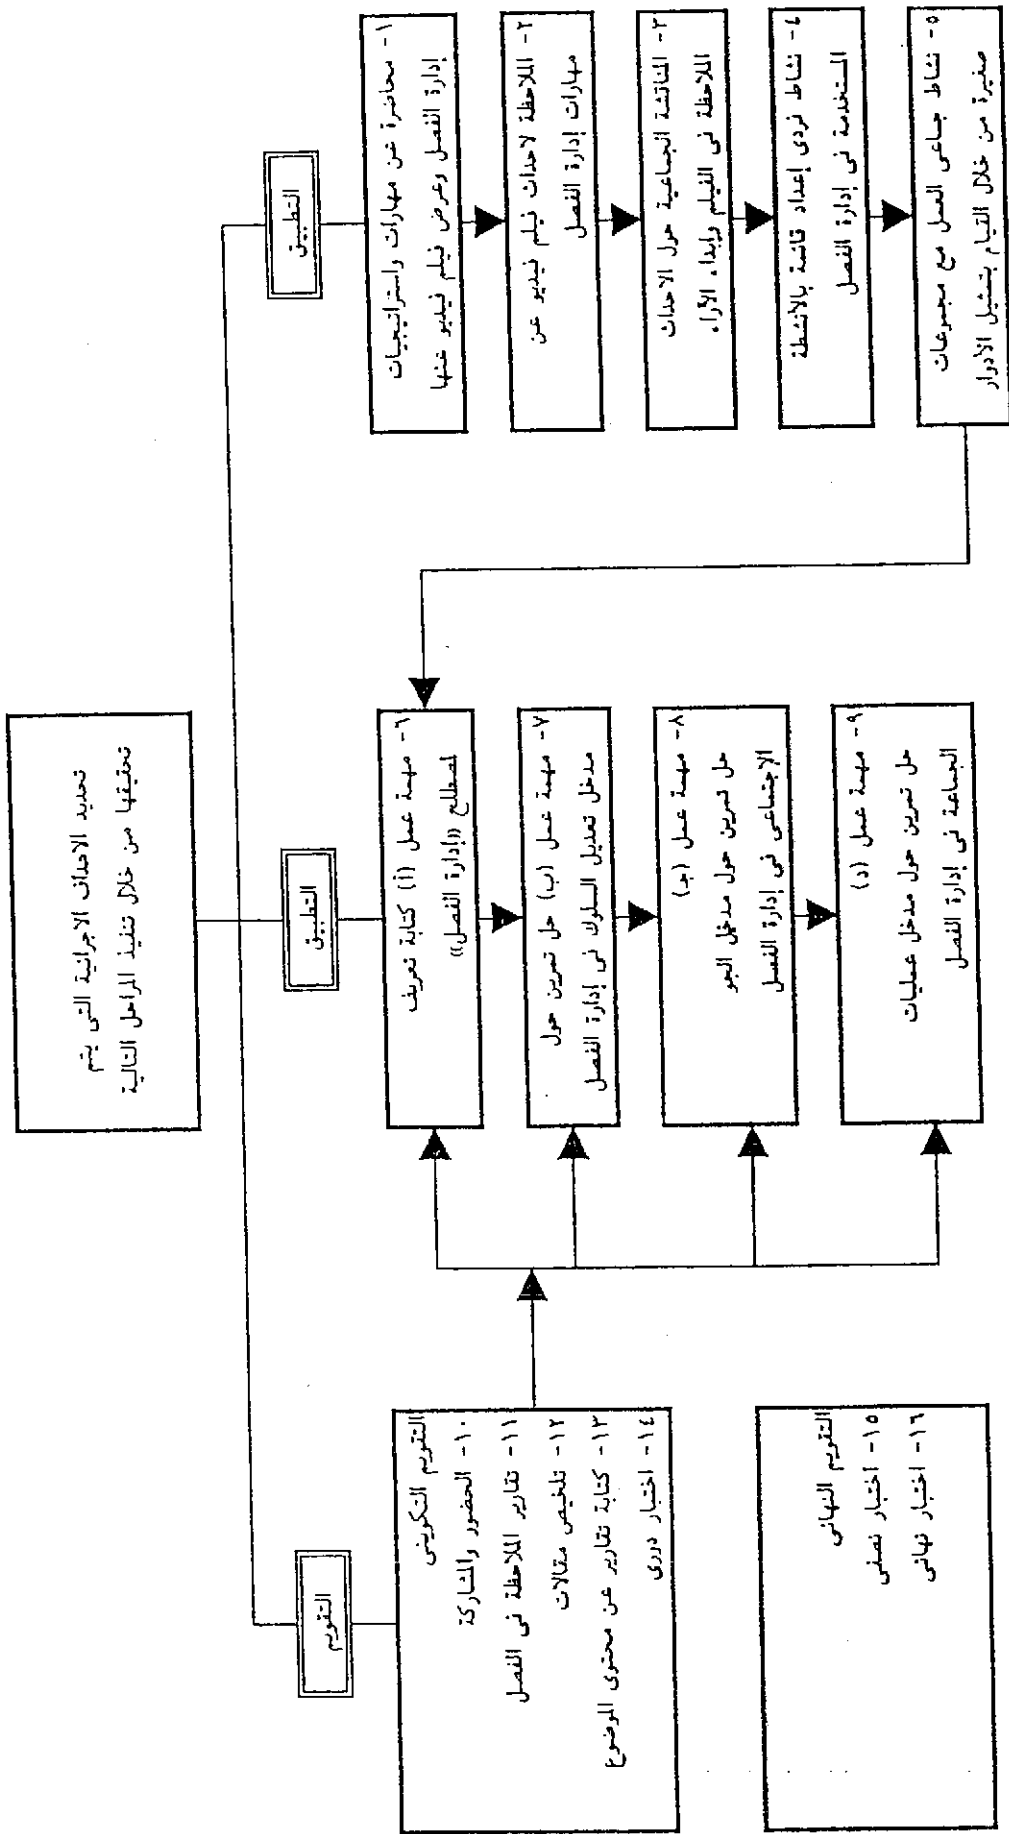 تحديد الاهداف الاجرائية التى يتم
تحقيقها من خلال تنفيذ المراحل التالية
التطبيق
١- محاضرة عن مهارات واستراتيجيات
إدارة الفصل وعرض فيلم فيديو عنها
٢- الملاحظة لاحداث فيلم فيديو عن
مهارات إدارة الفصل
٣- المناقشة الجماعية حول الاحداث
الملاحظة فى الفيلم وإبداء الآراء
٤- نشاط فردى إعداد قائمة بالأنشطة
المستخدمة فى إدارة الفصل
٥- نشاط جماعى العمل مع مجموعات
صغيرة من خلال القيام بتمثيل الأدوار
التطبيق
٦- مهمة عمل (أ) كتابة تعريف
لمصطلح «إدارة الفصل»
٧- مهمة عمل (ب) حل تمرين حول
مدخل تعديل السلوك فى إدارة الفصل
٨- مهمة عمل (جـ)
حل تمرين حول مدخل الجو
الاجتماعى فى إدارة الفصل
٩- مهمة عمل (د)
حل تمرين حول مدخل عمليات
الجماعة فى إدارة الفصل
التقويم
التقويم التكوينى
١٠- الحضور والمشاركة
١١- تقارير الملاحظة فى الفصل
١٢- تلخيص مقالات
١٣- كتابة تقارير عن محتوى الموضوع
١٤- اختبار دورى
التقويم النهائى
١٥- اختبار نصفى
١٦- اختبار نهائى